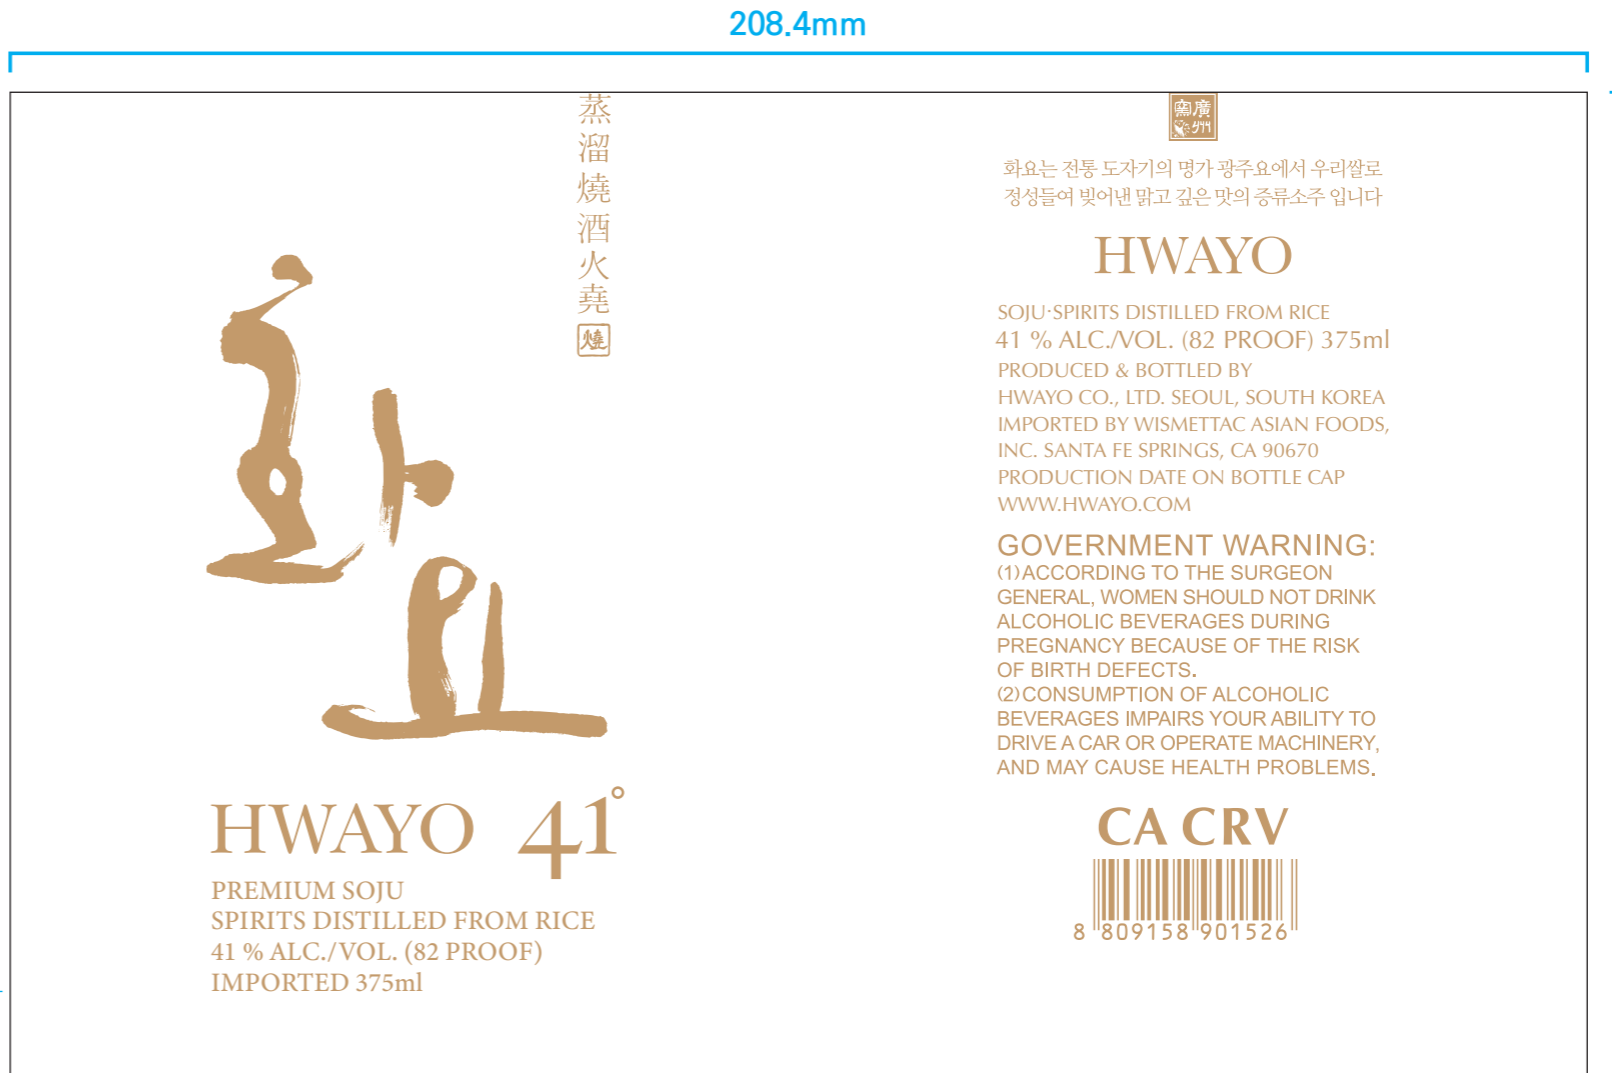 208.4mm
蒸溜燒酒火堯
燒
화요
HWAYO 41°
PREMIUM SOJU
SPIRITS DISTILLED FROM RICE
41 % ALC./VOL. (82 PROOF)
IMPORTED 375ml
廣州窯
화요는 전통 도자기의 명가 광주요에서 우리쌀로
정성들여 빚어낸 맑고 깊은 맛의 증류소주 입니다
HWAYO
SOJU·SPIRITS DISTILLED FROM RICE
41 % ALC./VOL. (82 PROOF) 375ml
PRODUCED & BOTTLED BY
HWAYO CO., LTD. SEOUL, SOUTH KOREA
IMPORTED BY WISMETTAC ASIAN FOODS,
INC. SANTA FE SPRINGS, CA 90670
PRODUCTION DATE ON BOTTLE CAP
WWW.HWAYO.COM
GOVERNMENT WARNING:
(1) ACCORDING TO THE SURGEON
GENERAL, WOMEN SHOULD NOT DRINK
ALCOHOLIC BEVERAGES DURING
PREGNANCY BECAUSE OF THE RISK
OF BIRTH DEFECTS.
(2) CONSUMPTION OF ALCOHOLIC
BEVERAGES IMPAIRS YOUR ABILITY TO
DRIVE A CAR OR OPERATE MACHINERY,
AND MAY CAUSE HEALTH PROBLEMS.
CA CRV
8 809158 901526